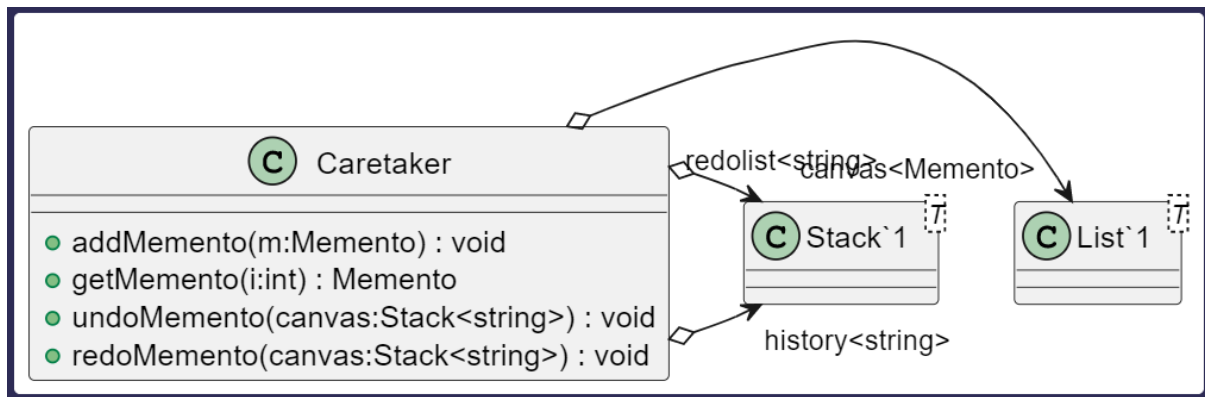 C Caretaker
addMemento(m:Memento) : void
getMemento(i:int) : Memento
undoMemento(canvas:Stack<string>) : void
redoMemento(canvas:Stack<string>) : void
redolist<string>
canvas<Memento>
C Stack`1
T
C List`1
T
history<string>